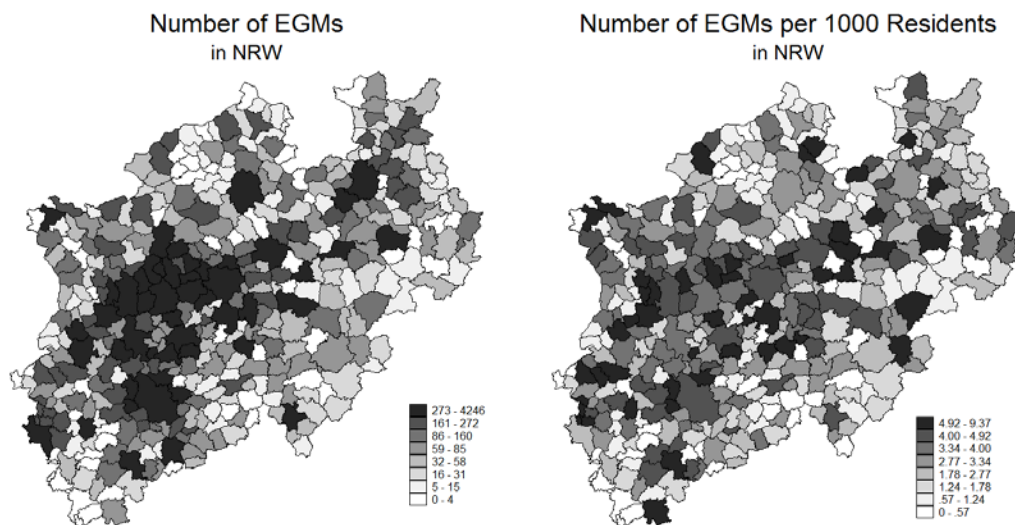 Number of EGMs
in NRW
273 - 4246
161 - 272
86 - 160
59 - 85
32 - 58
16 - 31
5 - 15
0 - 4
Number of EGMs per 1000 Residents
in NRW
4.92 - 9.37
4.00 - 4.92
3.34 - 4.00
2.77 - 3.34
1.78 - 2.77
1.24 - 1.78
.57 - 1.24
0 - .57